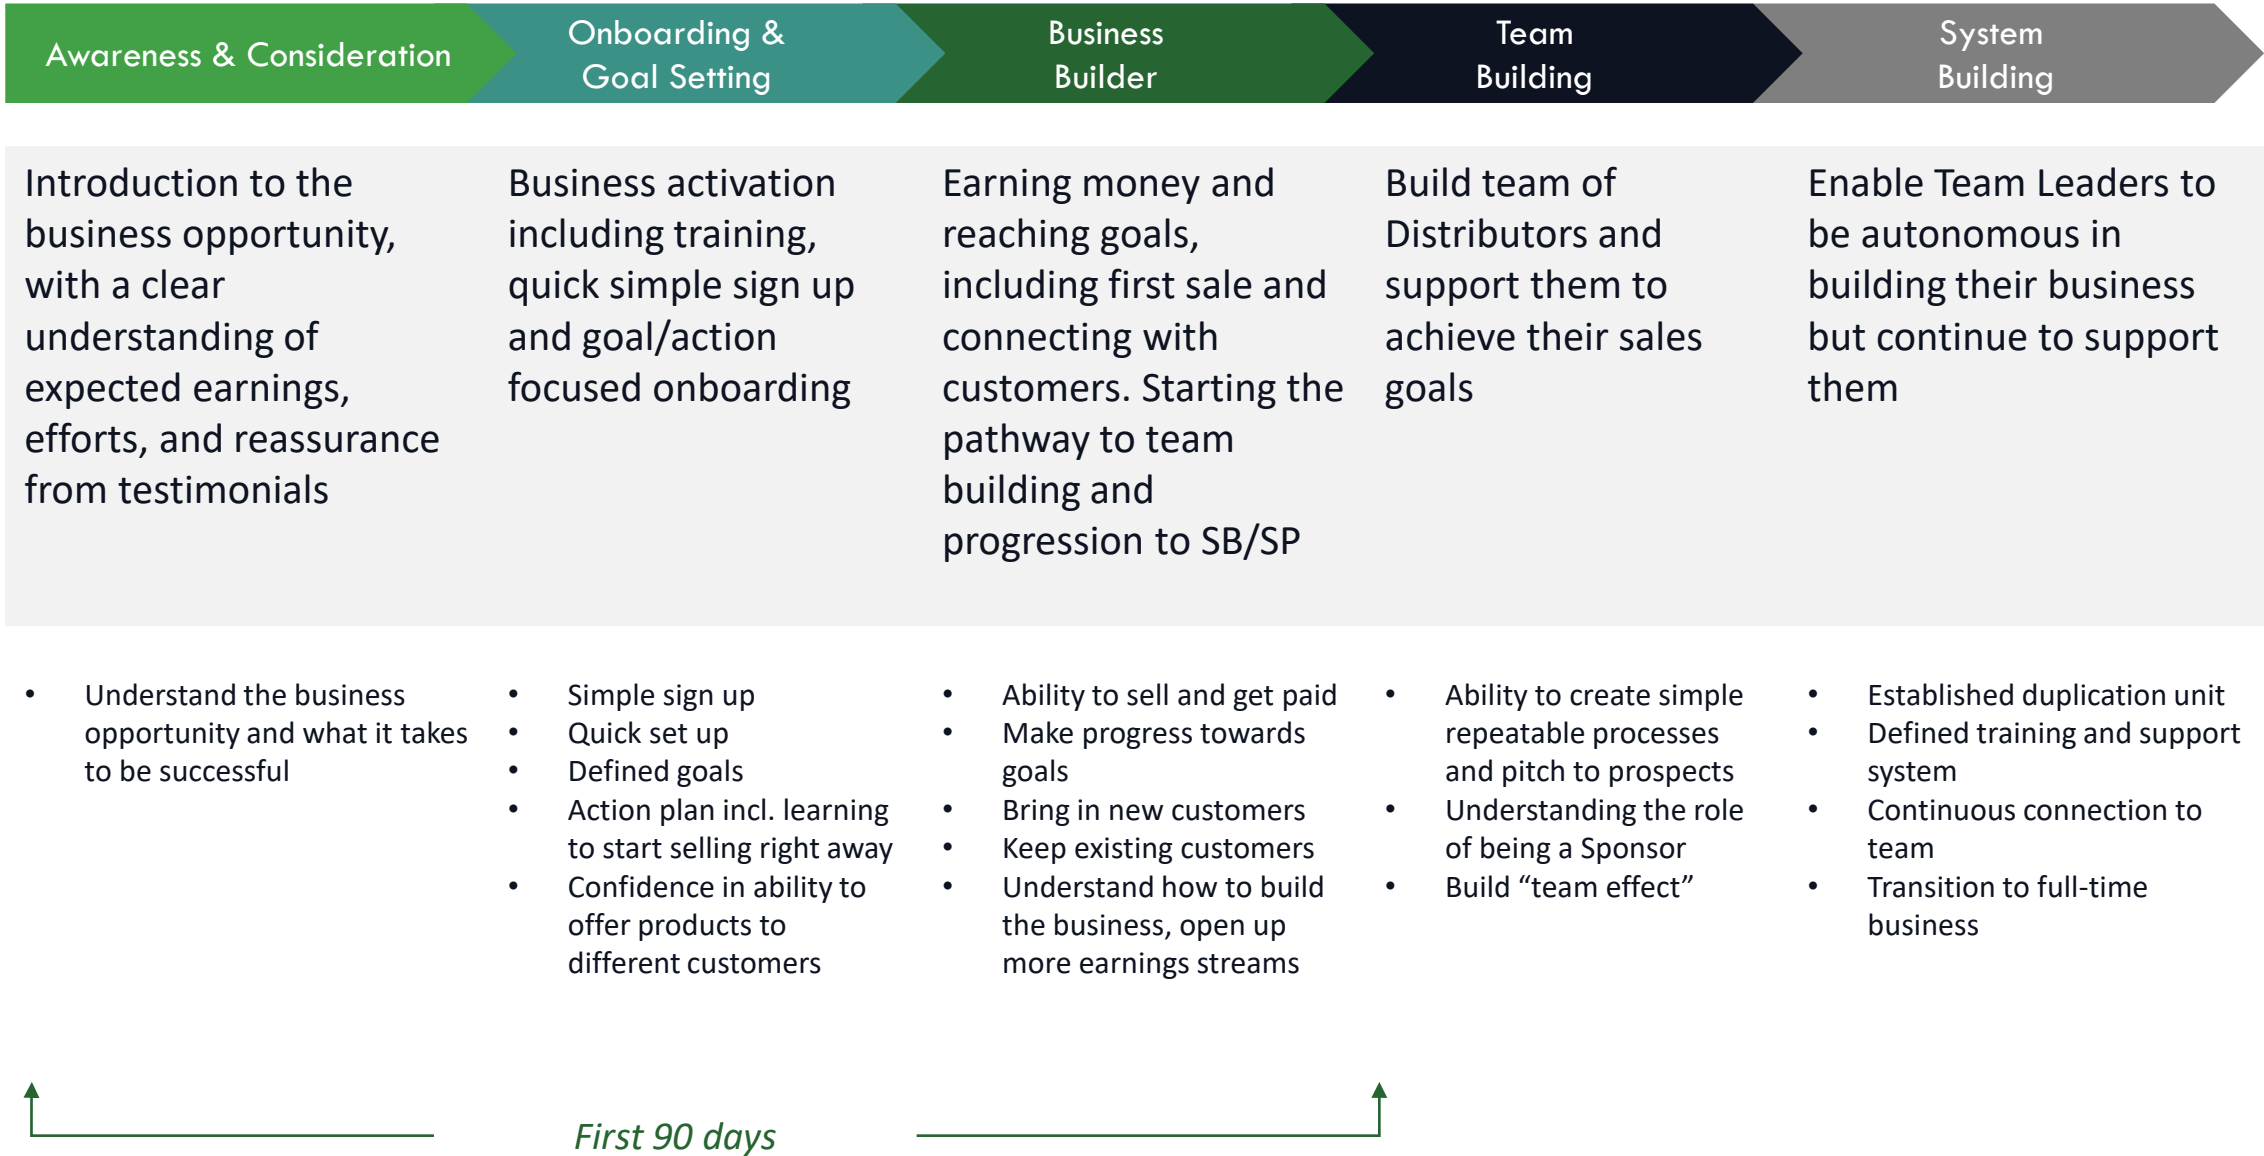 Awareness & Consideration
Onboarding &
Goal Setting
Business
Builder
Team
Building
System
Building
Introduction to the
business opportunity,
with a clear
understanding of
expected earnings,
efforts, and reassurance
from testimonials
Business activation
including training,
quick simple sign up
and goal/action
focused onboarding
Earning money and
reaching goals,
including first sale and
connecting with
customers. Starting the
pathway to team
building and
progression to SB/SP
Build team of
Distributors and
support them to
achieve their sales
goals
Enable Team Leaders to
be autonomous in
building their business
but continue to support
them
• Understand the business
opportunity and what it takes
to be successful
• Simple sign up
• Quick set up
• Defined goals
• Action plan incl. learning
to start selling right away
• Confidence in ability to
offer products to
different customers
• Ability to sell and get paid
• Make progress towards
goals
• Bring in new customers
• Keep existing customers
• Understand how to build
the business, open up
more earnings streams
• Ability to create simple
repeatable processes
and pitch to prospects
• Understanding the role
of being a Sponsor
• Build “team effect”
• Established duplication unit
• Defined training and support
system
• Continuous connection to
team
• Transition to full-time
business
First 90 days